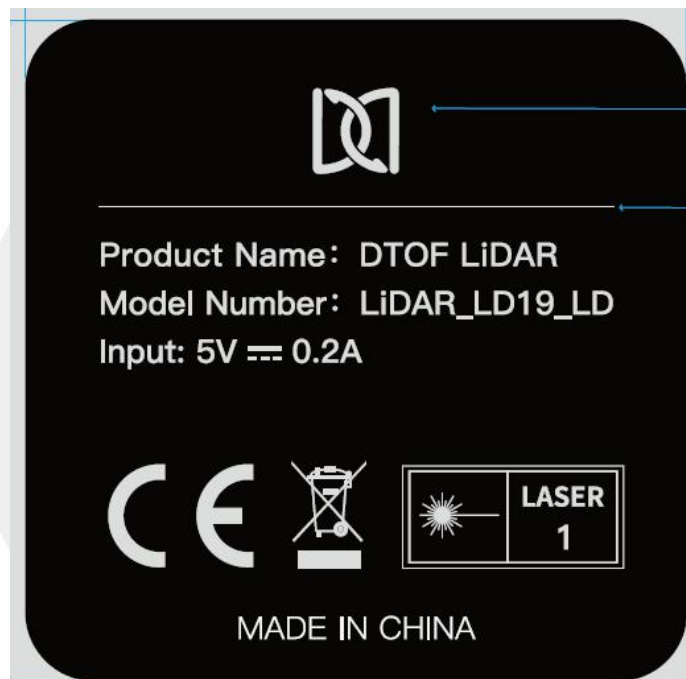 Product Name: DTOF LiDAR
Model Number: LiDAR_LD19_LD
Input: 5V ⎓ 0.2A
CE
LASER
1
MADE IN CHINA